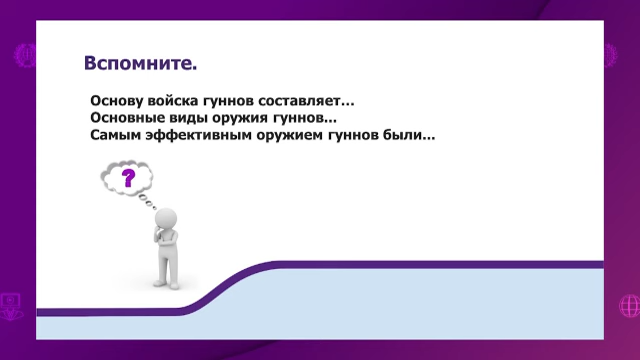 Вспомните.
Основу войска гуннов составляет...
Основные виды оружия гуннов...
Самым эффективным оружием гуннов были...
?